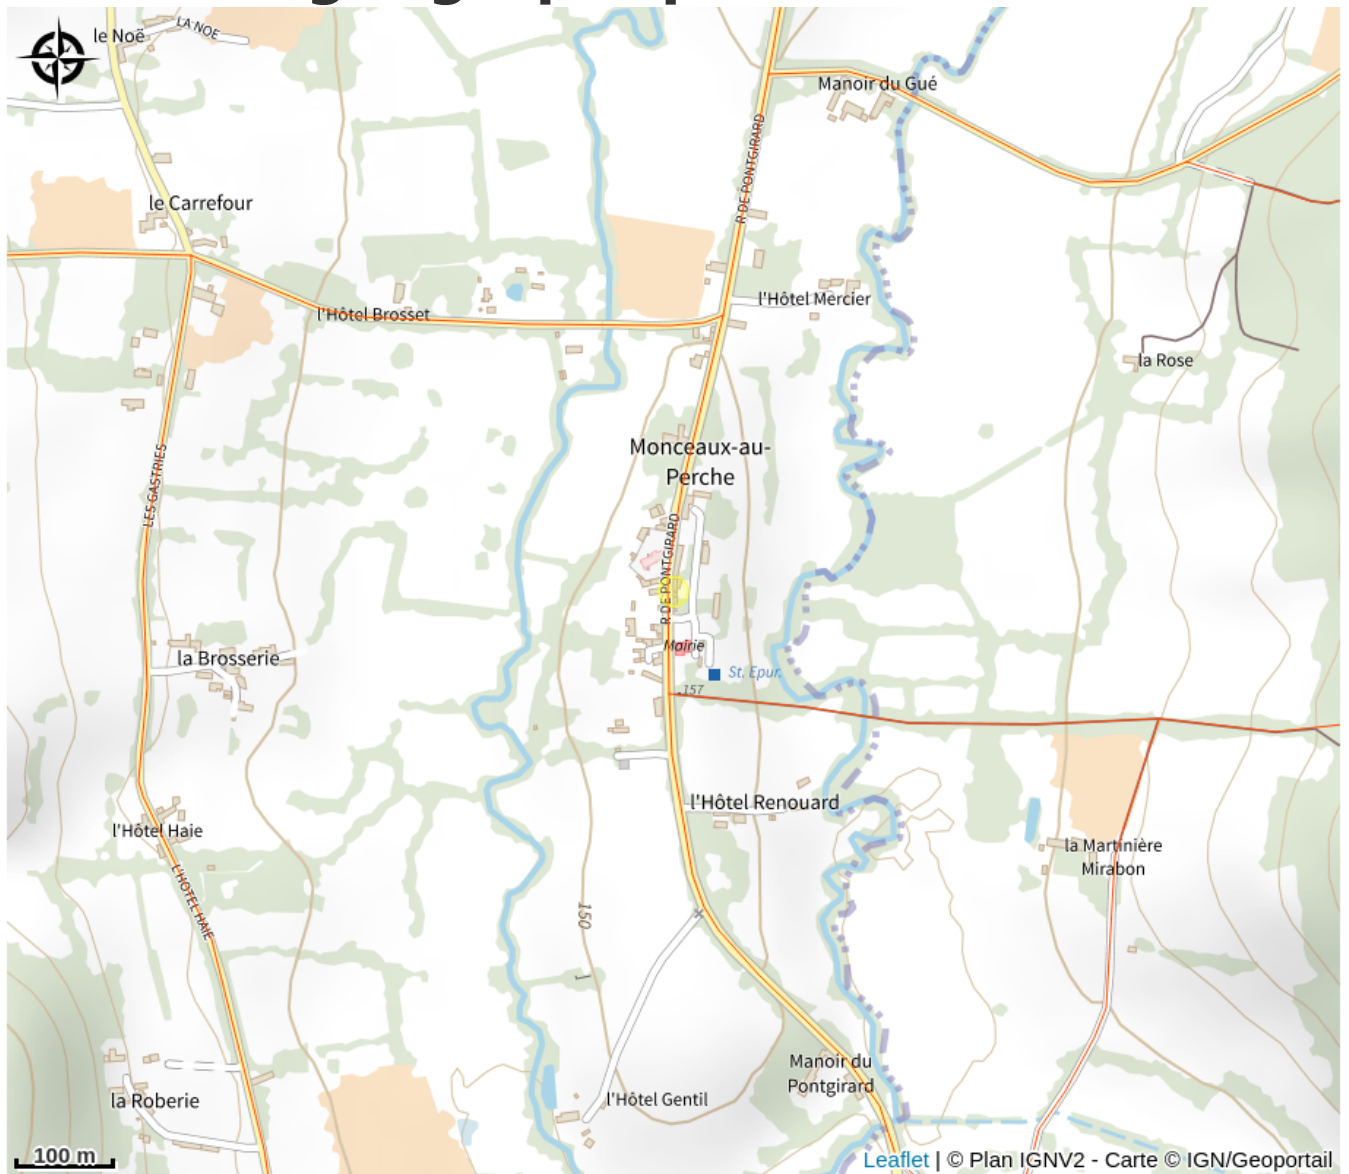 le Noë
LA NOE
Manoir du Gué
R DE PONTGIRARD
le Carrefour
l'Hôtel Mercier
l'Hôtel Brosset
la Rose
Monceaux-au-
Perche
LES GASTRIES
R DE PONTGIRARD
Mairie
la Brosserie
St. Epur.
157
l'Hôtel Renouard
l'Hôtel Haie
la Martinière
Mirabon
L'HOTEL HAIE
150
Manoir du
Pontgirard
l'Hôtel Gentil
la Roberie
100 m
Leaflet | © Plan IGNV2 - Carte © IGN/Geoportail